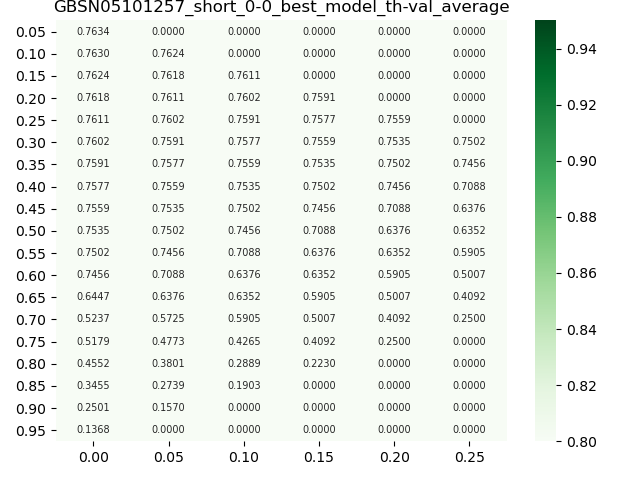 GBSN05101257_short_0-0_best_model_th-val_average
0.05 0.7634 0.0000 0.0000 0.0000 0.0000 0.0000
0.10 0.7630 0.7624 0.0000 0.0000 0.0000 0.0000
0.15 0.7624 0.7618 0.7611 0.0000 0.0000 0.0000
0.20 0.7618 0.7611 0.7602 0.7591 0.0000 0.0000
0.25 0.7611 0.7602 0.7591 0.7577 0.7559 0.0000
0.30 0.7602 0.7591 0.7577 0.7559 0.7535 0.7502
0.35 0.7591 0.7577 0.7559 0.7535 0.7502 0.7456
0.40 0.7577 0.7559 0.7535 0.7502 0.7456 0.7088
0.45 0.7559 0.7535 0.7502 0.7456 0.7088 0.6376
0.50 0.7535 0.7502 0.7456 0.7088 0.6376 0.6352
0.55 0.7502 0.7456 0.7088 0.6376 0.6352 0.5905
0.60 0.7456 0.7088 0.6376 0.6352 0.5905 0.5007
0.65 0.6447 0.6376 0.6352 0.5905 0.5007 0.4092
0.70 0.5237 0.5725 0.5905 0.5007 0.4092 0.2500
0.75 0.5179 0.4773 0.4265 0.4092 0.2500 0.0000
0.80 0.4552 0.3801 0.2889 0.2230 0.0000 0.0000
0.85 0.3455 0.2739 0.1903 0.0000 0.0000 0.0000
0.90 0.2501 0.1570 0.0000 0.0000 0.0000 0.0000
0.95 0.1368 0.0000 0.0000 0.0000 0.0000 0.0000
0.00 0.05 0.10 0.15 0.20 0.25
0.94
0.92
0.90
0.88
0.86
0.84
0.82
0.80